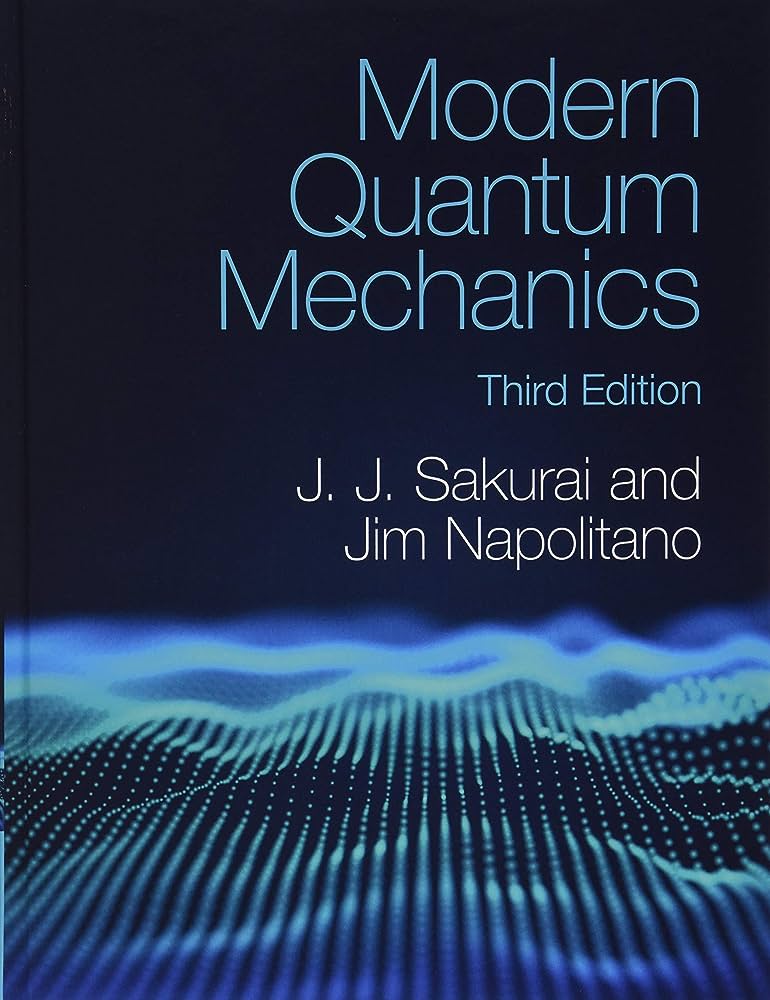 Modern
Quantum
Mechanics
Third Edition
J. J. Sakurai and
Jim Napolitano